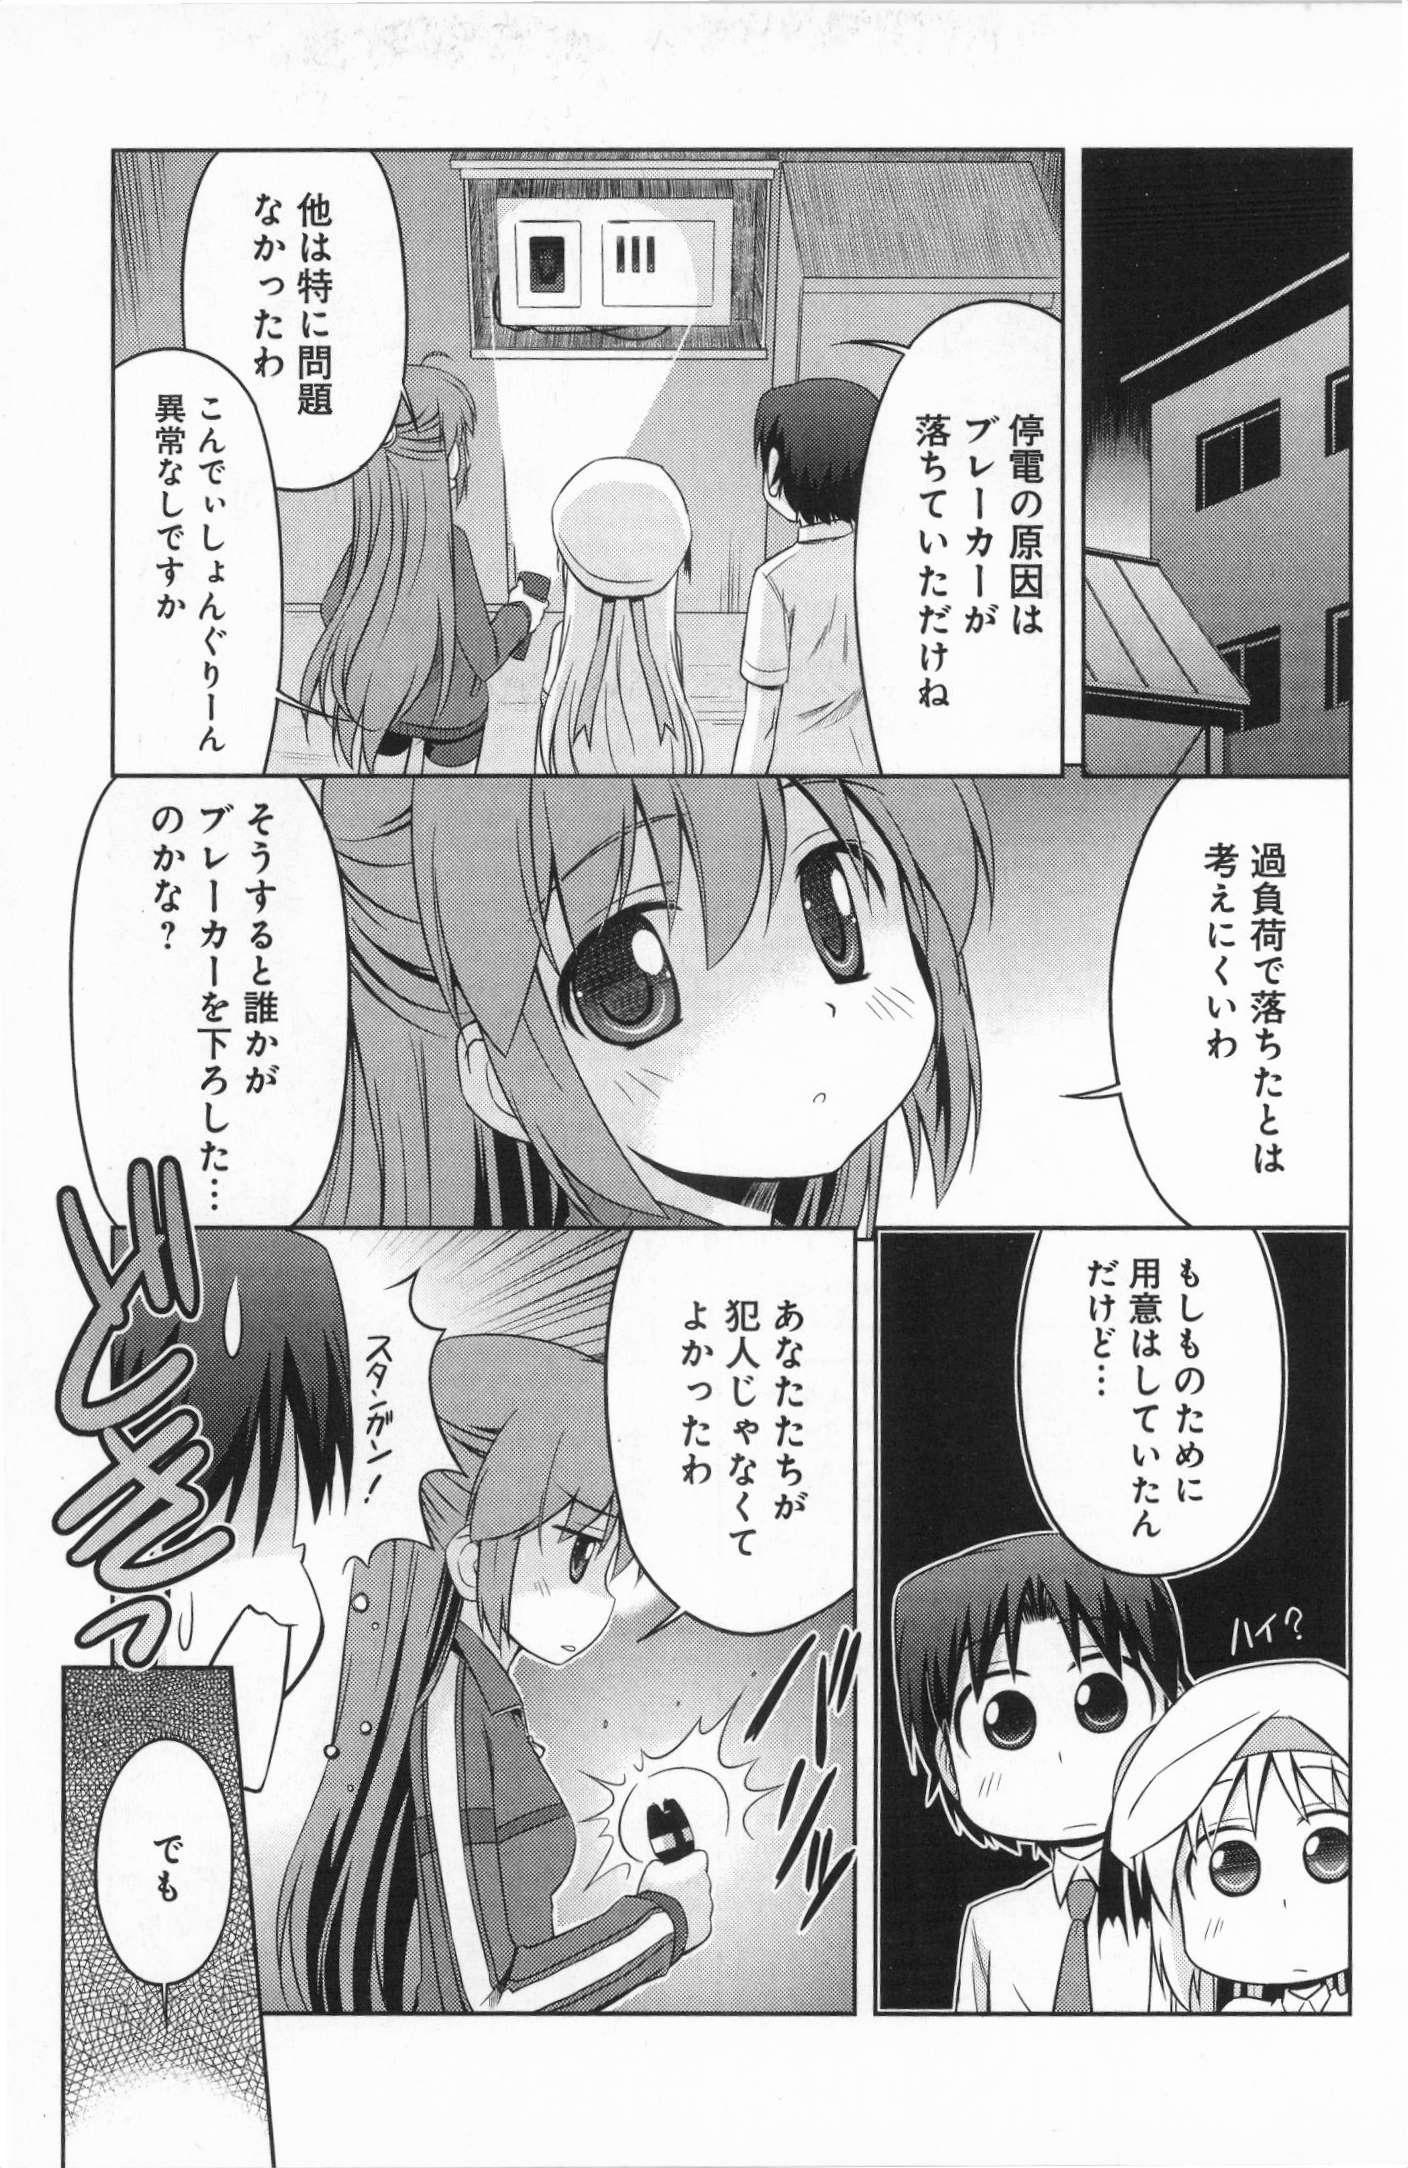 停電の原因は
ブレーカーが
落ちていただけね
他は特に問題
なかったわ
こんでぃしょんぐりーん
異常なしですか
過負荷で落ちたとは
考えにくいわ
そうすると誰かが
ブレーカーを下ろした…
のかな？
もしものために
用意はしていたん
だけど…
ハイ？
あなたたちが
犯人じゃなくて
よかったわ
スタンガン！
どきっ
でも